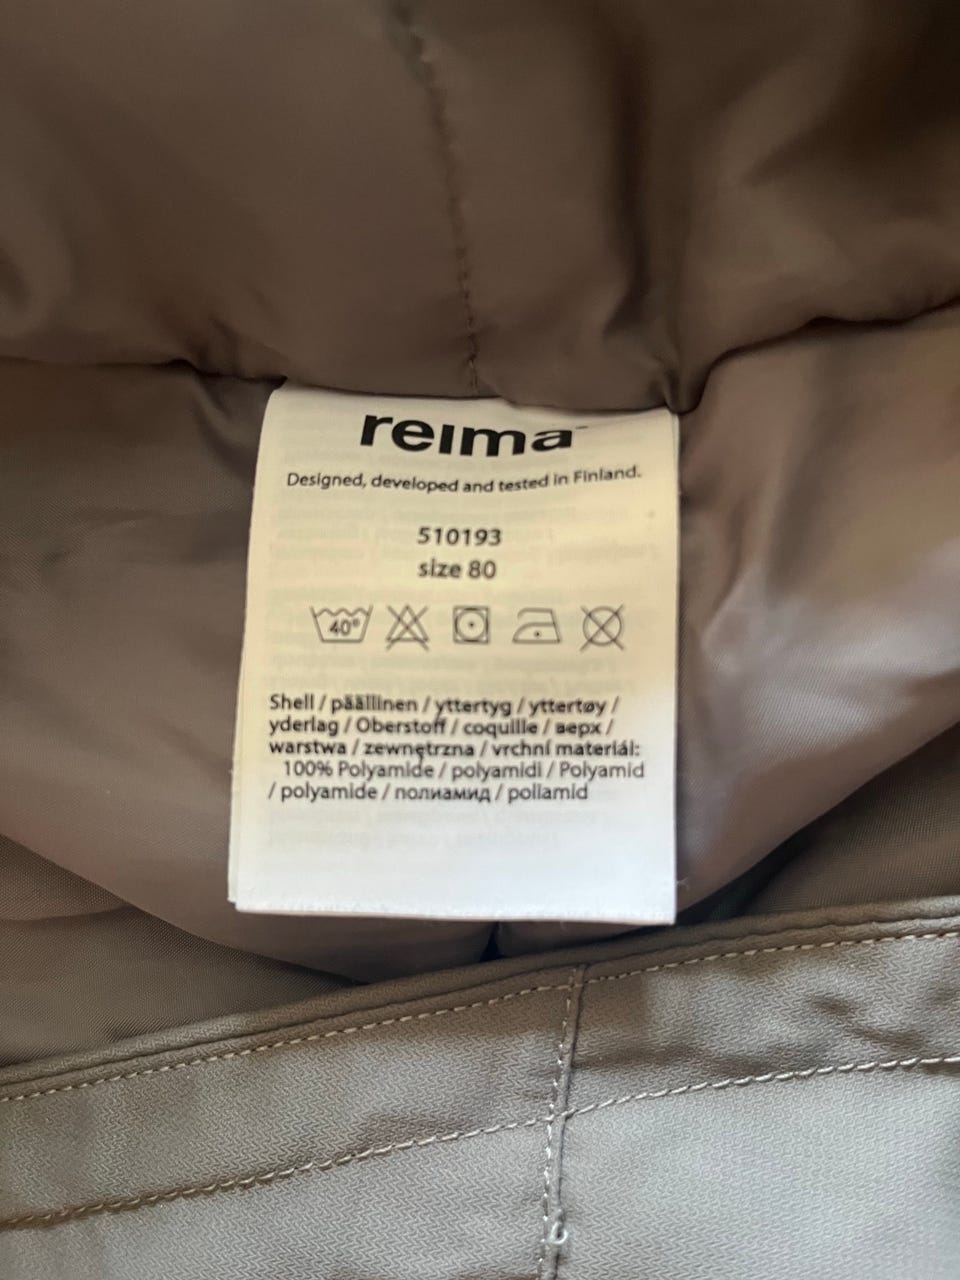 reima
Designed, developed and tested in Finland.
510193
size 80
40°
Shell / päällinen / yttertyg / yttertøy /
yderlag / Oberstoff / coquille / верх /
warstwa / zewnętrzna / vrchní materiál:
100% Polyamide / polyamidi / Polyamid
/ polyamide / полиамид / poliamid